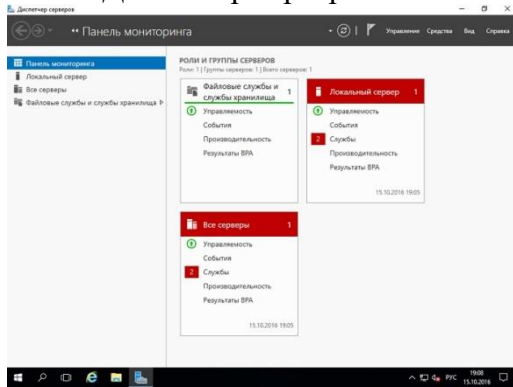 Диспетчер серверов
Панель мониторинга
Управление Средства Вид Справка
Панель мониторинга
Локальный сервер
Все серверы
Файловые службы и службы хранилища
РОЛИ И ГРУППЫ СЕРВЕРОВ
Роли: 1 | Группы серверов: 1 | Всего серверов: 1
Файловые службы и службы хранилища 1
Управляемость
События
Производительность
Результаты BPA
Локальный сервер 1
Управляемость
События
2 Службы
Производительность
Результаты BPA
15.10.2016 19:05
Все серверы 1
Управляемость
События
2 Службы
Производительность
Результаты BPA
15.10.2016 19:05
РУС
19:08
15.10.2016